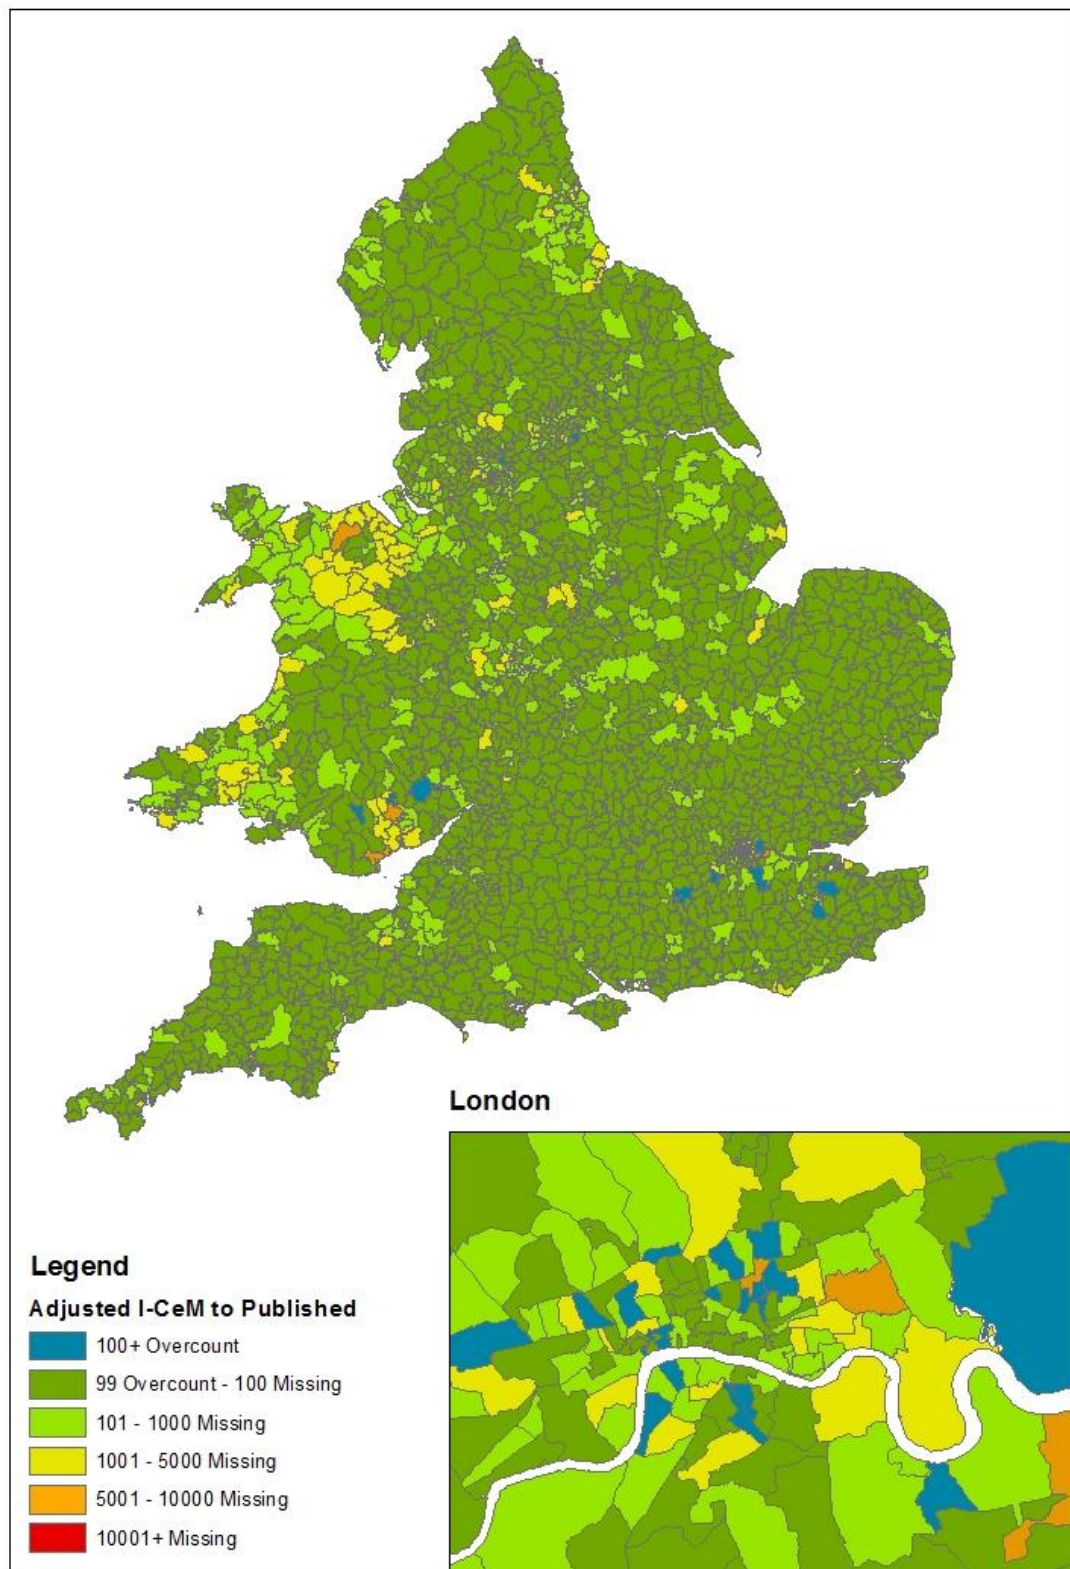 London
Legend
Adjusted I-CeM to Published
100+ Overcount
99 Overcount - 100 Missing
101 - 1000 Missing
1001 - 5000 Missing
5001 - 10000 Missing
10001+ Missing